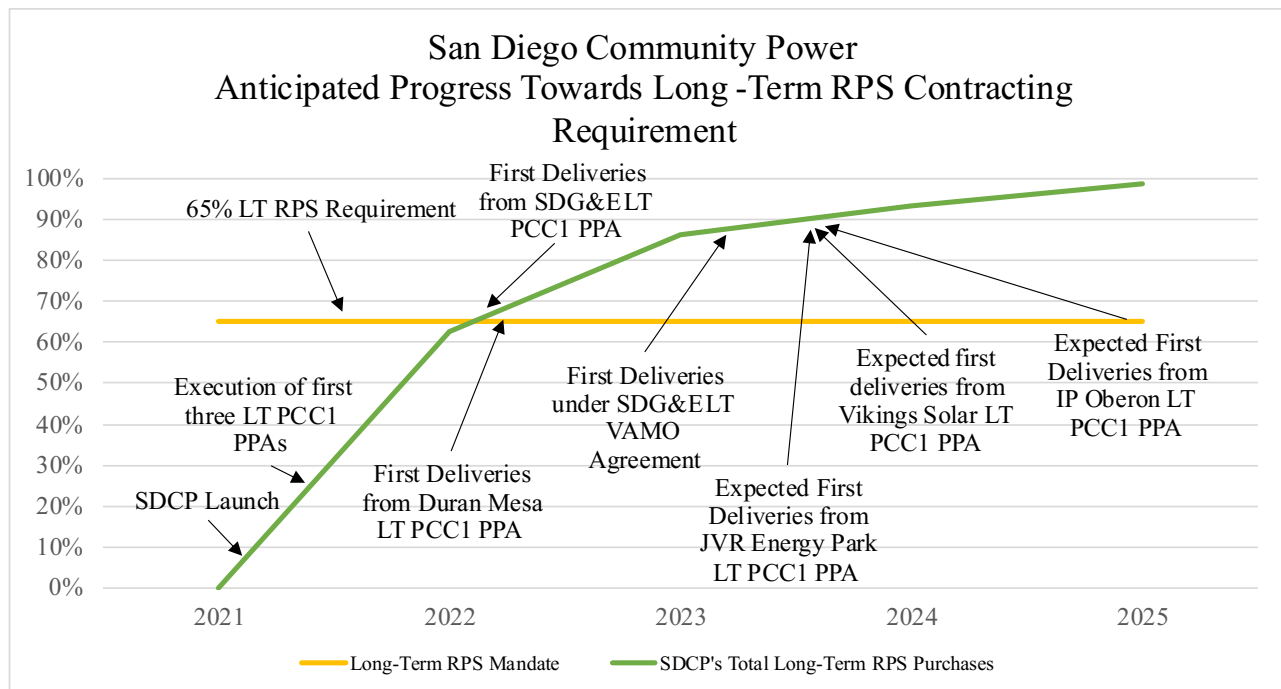 San Diego Community Power
Anticipated Progress Towards Long -Term RPS Contracting
Requirement
100%
90%
80%
70%
60%
50%
40%
30%
20%
10%
0%
65% LT RPS Requirement
First Deliveries
from SDG&ELT
PCC1 PPA
Execution of first
three LT PCC1
PPAs
SDCP Launch
First Deliveries
from Duran Mesa
LT PCC1 PPA
First Deliveries
under SDG&ELT
VAMO
Agreement
Expected First
Deliveries from
JVR Energy Park
LT PCC1 PPA
Expected first
deliveries from
Vikings Solar LT
PCC1 PPA
Expected First
Deliveries from
IP Oberon LT
PCC1 PPA
2021 2022 2023 2024 2025
Long-Term RPS Mandate SDCP's Total Long-Term RPS Purchases